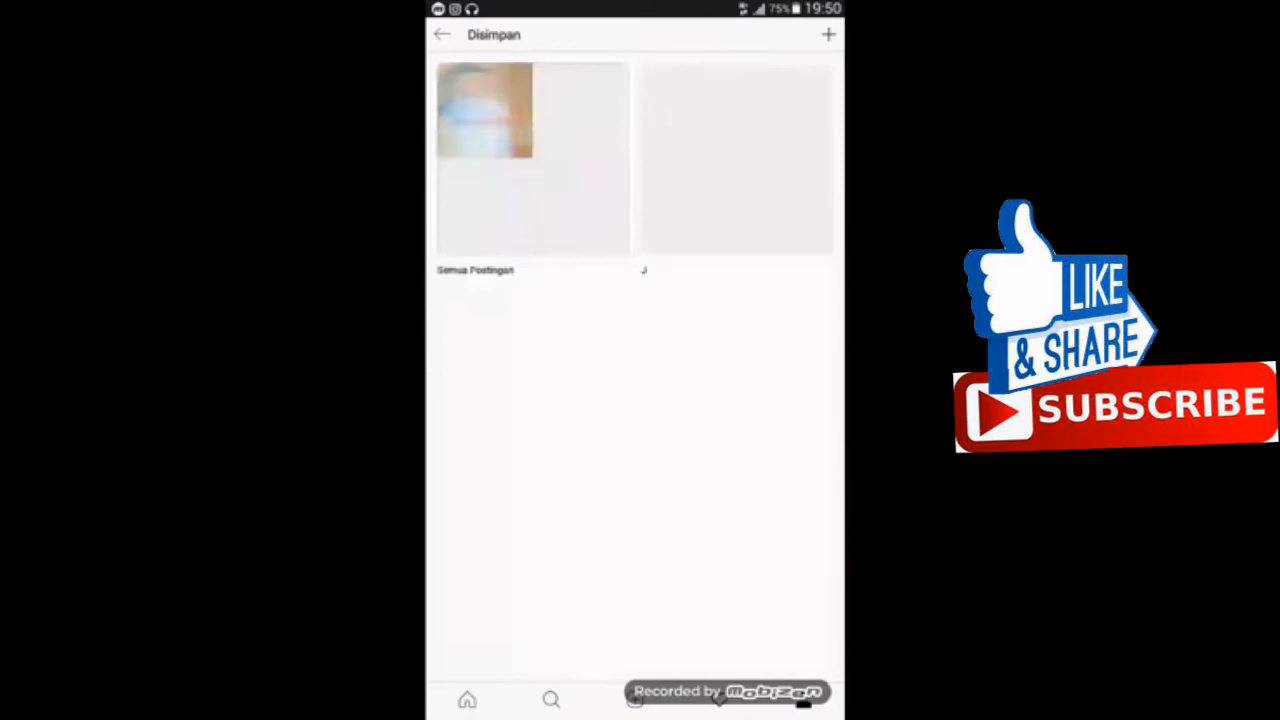 75% 19:50
Disimpan
Semua Postingan
J
LIKE
& SHARE
SUBSCRIBE
Recorded by mobizen